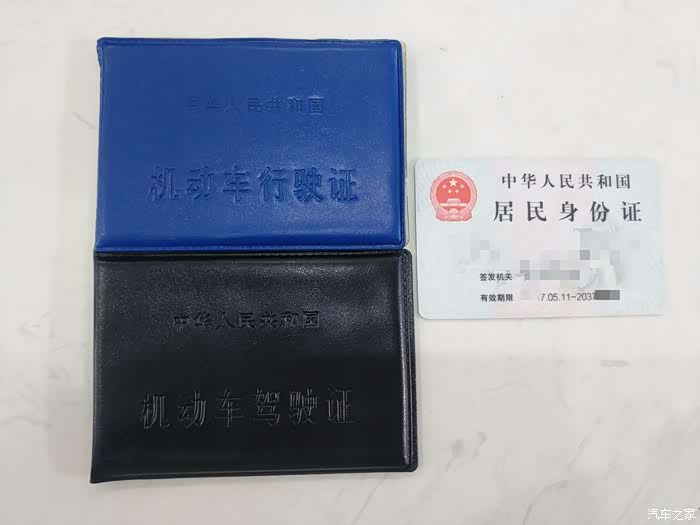 中华人民共和国
机动车行驶证
中华人民共和国
机动车驾驶证
中华人民共和国
居民身份证
签发机关
有效期限 7.05.11-2037
汽车之家